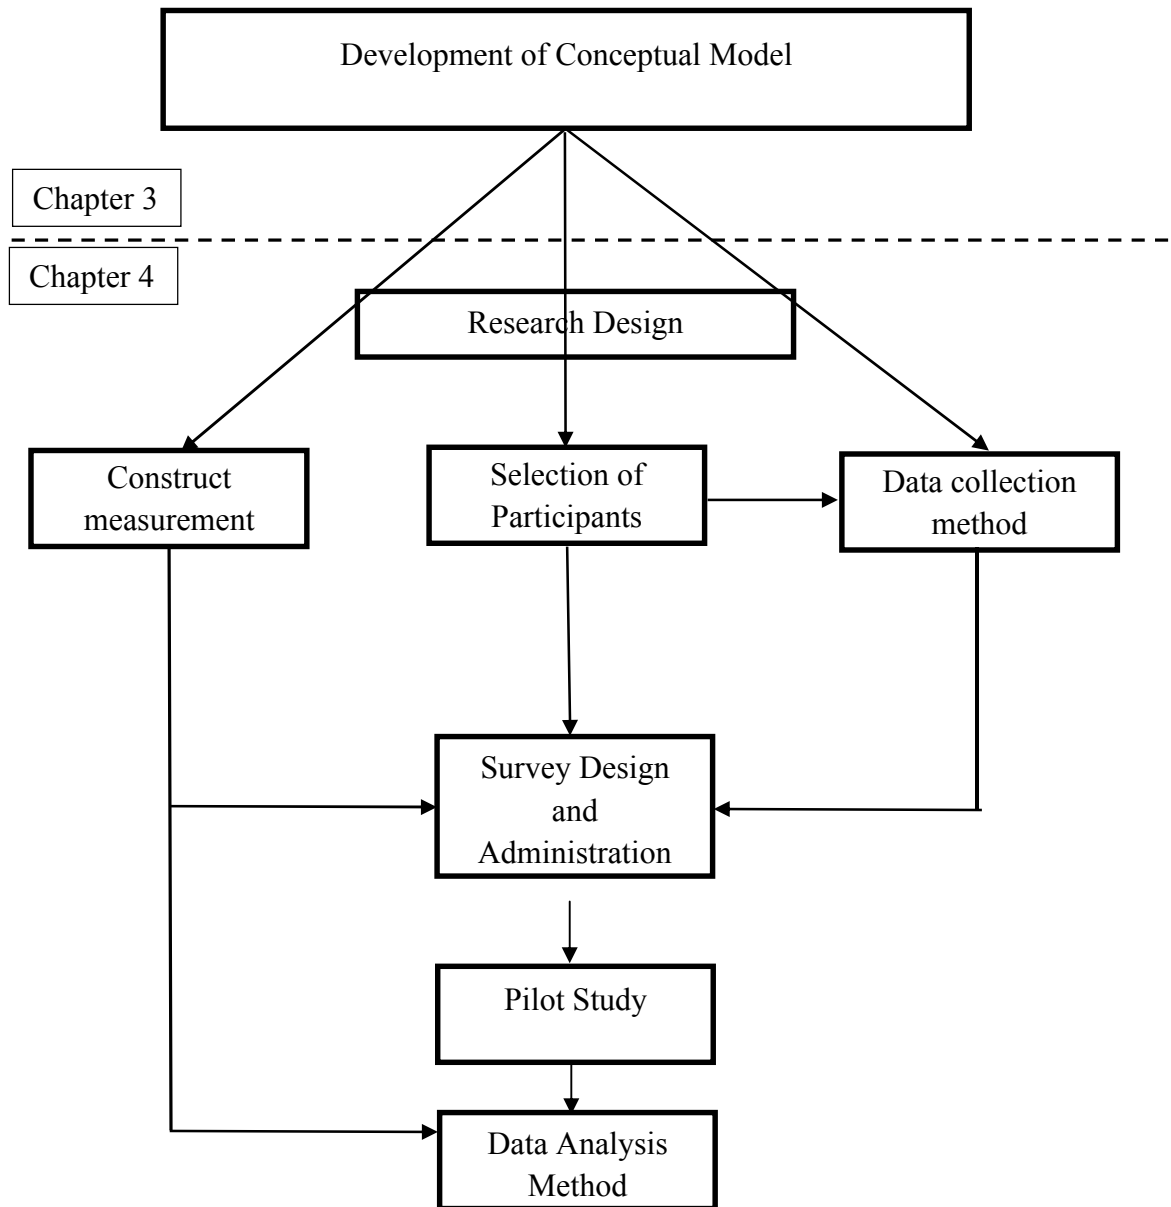 Development of Conceptual Model
Chapter 3
Chapter 4
Research Design
Construct
measurement
Selection of
Participants
Data collection
method
Survey Design
and
Administration
Pilot Study
Data Analysis
Method